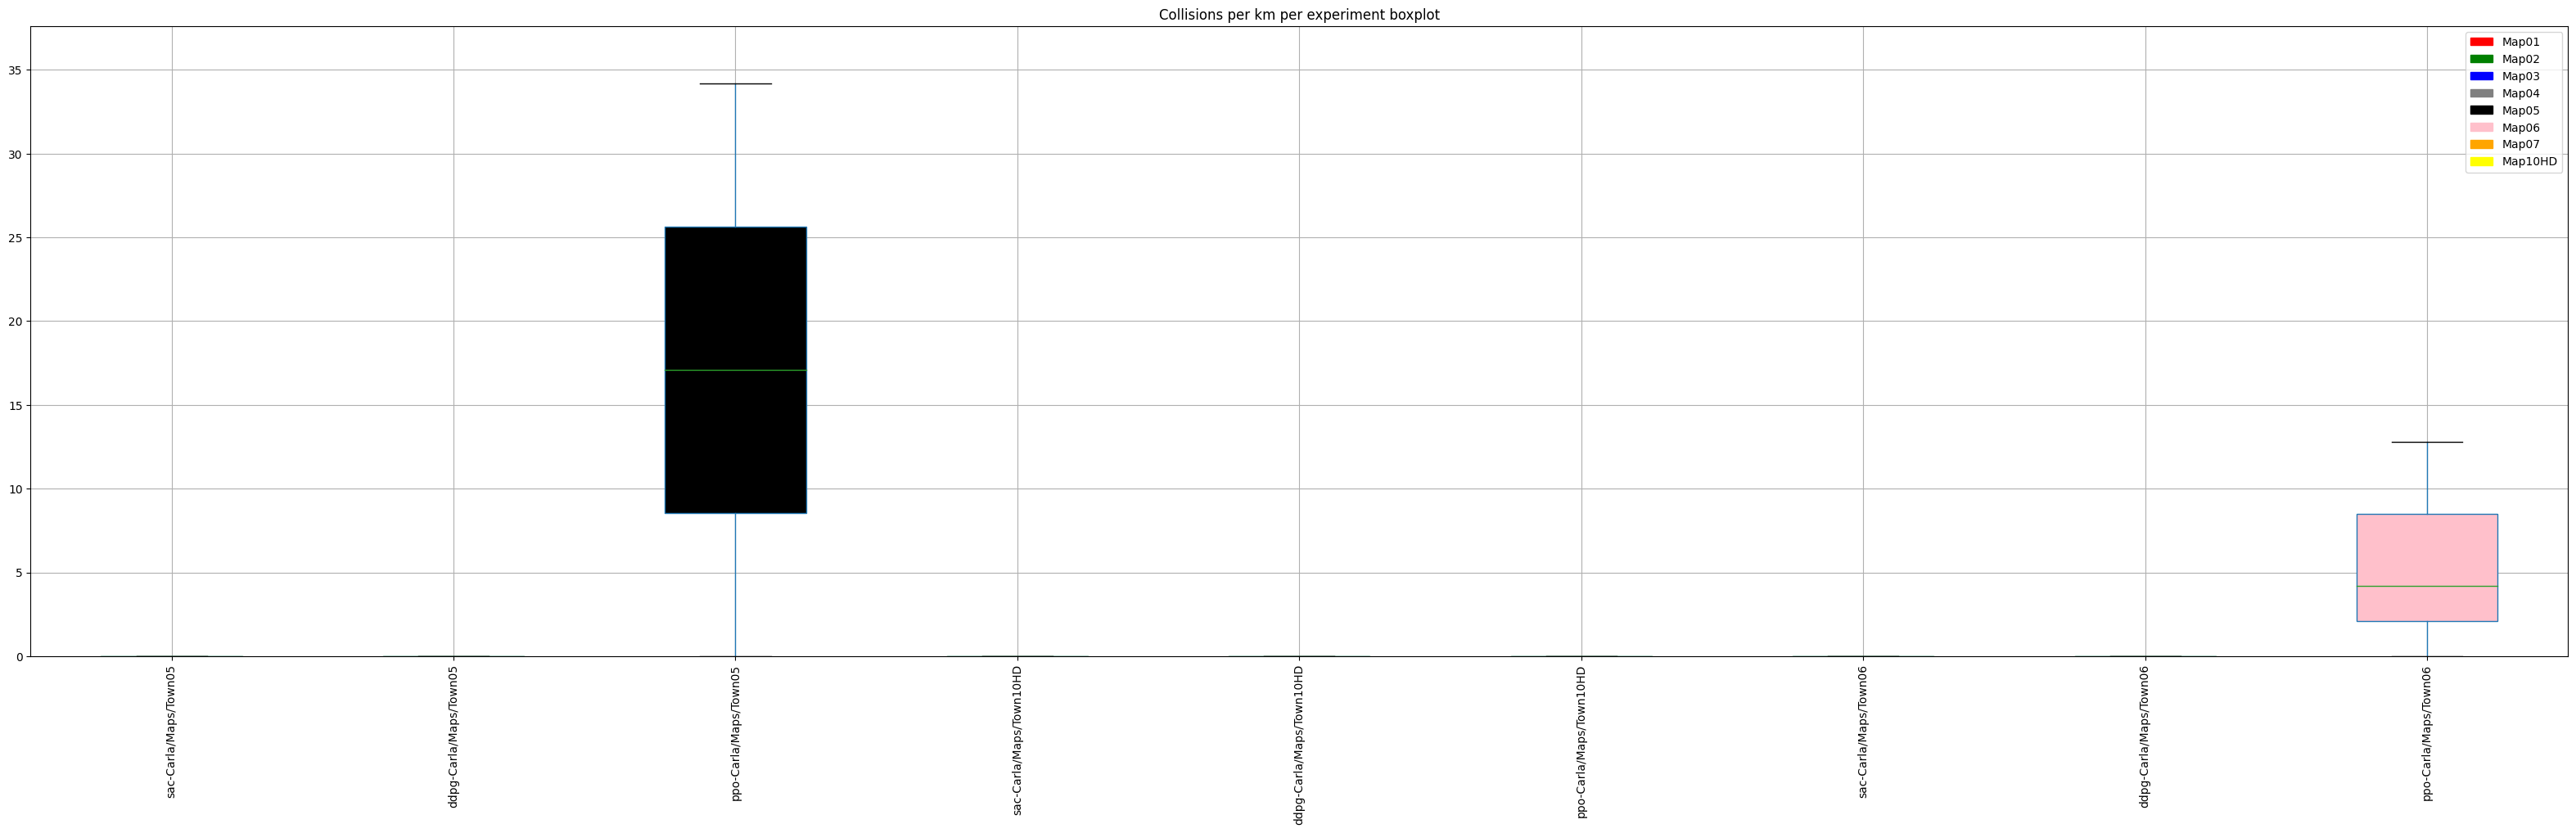 Collisions per km per experiment boxplot
35
30
25
20
15
10
5
0
Map01
Map02
Map03
Map04
Map05
Map06
Map07
Map10HD
sac-Carla/Maps/Town05
ddpg-Carla/Maps/Town05
ppo-Carla/Maps/Town05
sac-Carla/Maps/Town10HD
ddpg-Carla/Maps/Town10HD
ppo-Carla/Maps/Town10HD
sac-Carla/Maps/Town06
ddpg-Carla/Maps/Town06
ppo-Carla/Maps/Town06